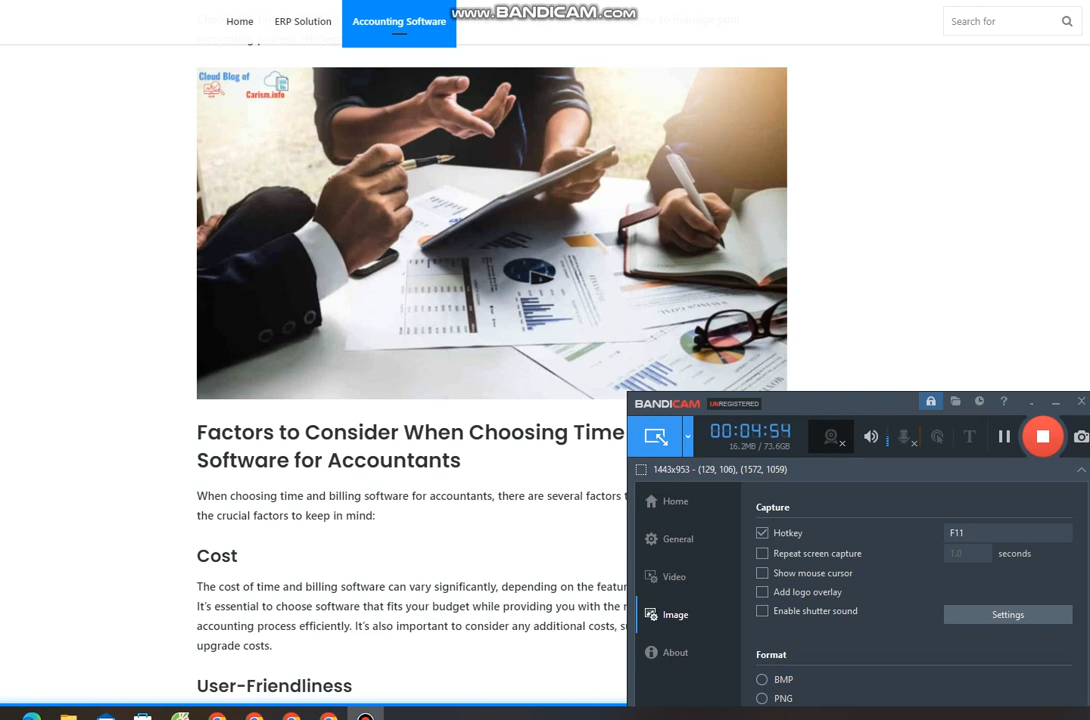 www.BANDICAM.com
Home
ERP Solution
Accounting Software
Search for
Cloud Blog of
Carism.info
Factors to Consider When Choosing Time
Software for Accountants
When choosing time and billing software for accountants, there are several factors
the crucial factors to keep in mind:
Cost
The cost of time and billing software can vary significantly, depending on the
It's essential to choose software that fits your budget while providing you with the
accounting process efficiently. It's also important to consider any additional costs,
upgrade costs.
User-Friendliness
BANDICAM
UNREGISTERED
00:04:54
16.2MB / 73.6GB
1443x953 - (129, 106), (1572, 1059)
Home
General
Video
Image
About
Capture
Hotkey
F11
Repeat screen capture
1.0
seconds
Show mouse cursor
Add logo overlay
Enable shutter sound
Settings
Format
BMP
PNG